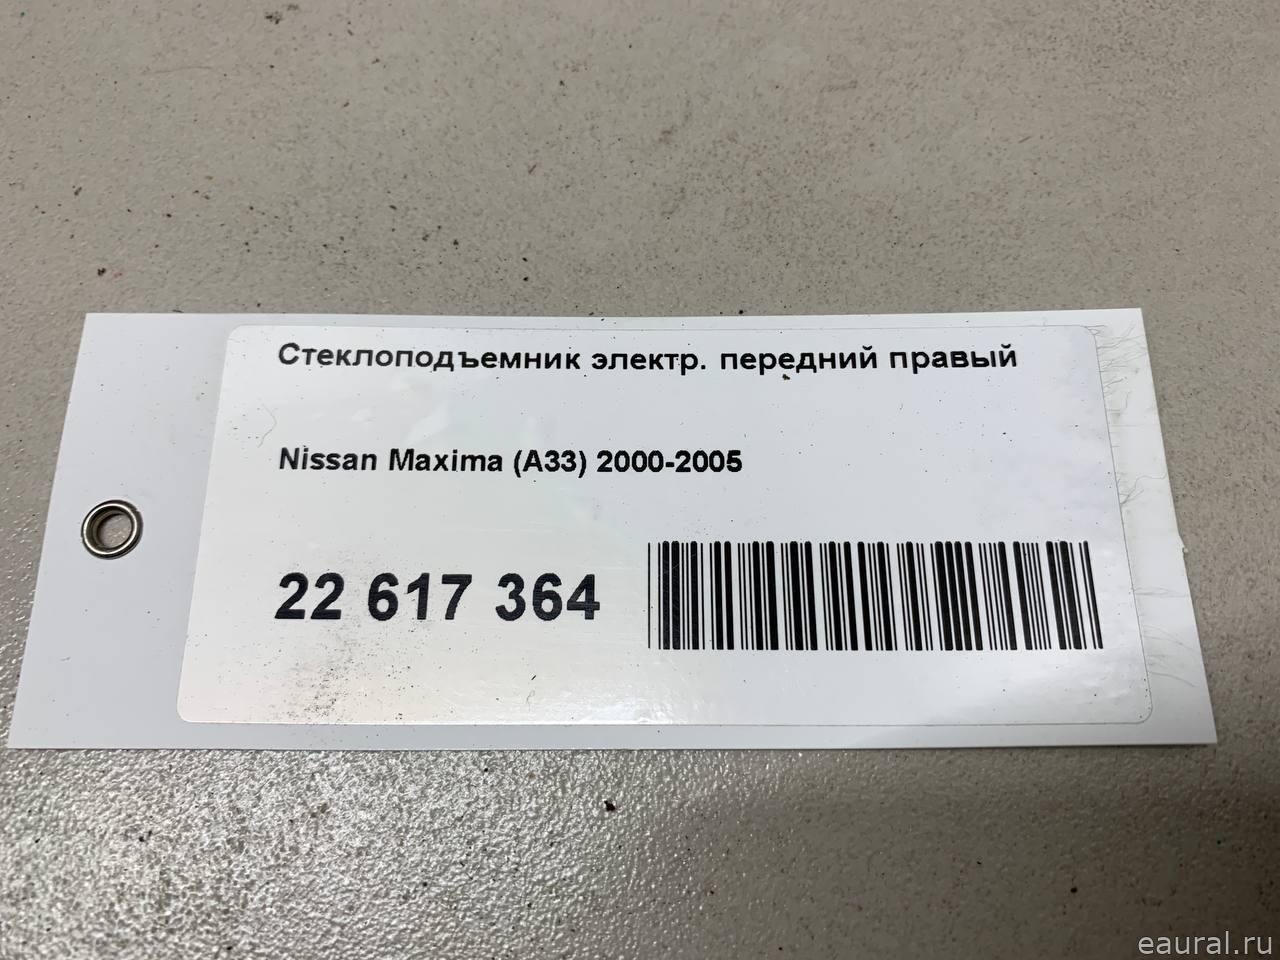 Стеклоподъемник электр. передний правый
Nissan Maxima (A33) 2000-2005
22 617 364
eaural.ru